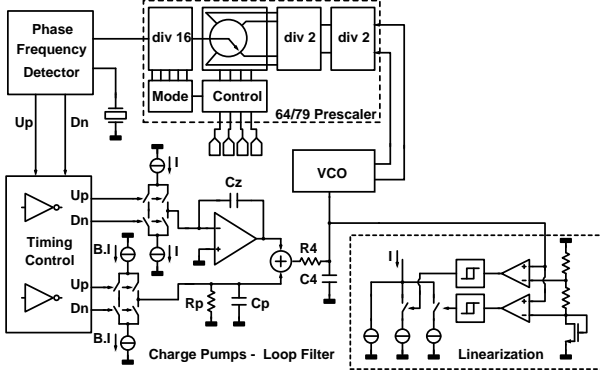 Phase
Frequency
Detector
div 16
div 2
div 2
Mode
Control
64/79 Prescaler
Up
Dn
VCO
I
Cz
Up
Dn
Timing
Control
B.I
I
Up
Dn
B.I
Rp
Cp
R4
C4
I
Charge Pumps - Loop Filter
Linearization